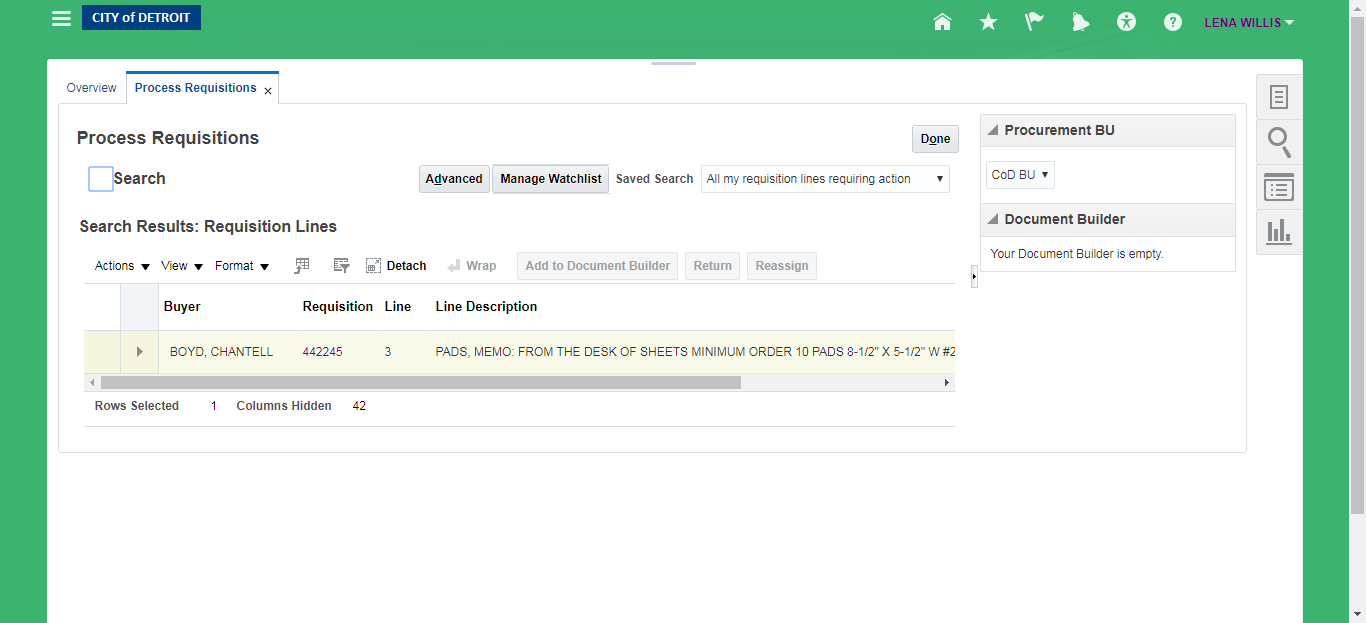 CITY of DETROIT
?
LENA WILLIS
Overview
Process Requisitions
Process Requisitions
Done
Search
Advanced
Manage Watchlist
Saved Search
All my requisition lines requiring action
Search Results: Requisition Lines
Actions
View
Format
Detach
Wrap
Add to Document Builder
Return
Reassign
Buyer
Requisition
Line
Line Description
BOYD, CHANTELL
442245
3
PADS, MEMO: FROM THE DESK OF SHEETS MINIMUM ORDER 10 PADS 8-1/2" X 5-1/2" W #2
Rows Selected 1
Columns Hidden 42
Procurement BU
CoD BU
Document Builder
Your Document Builder is empty.